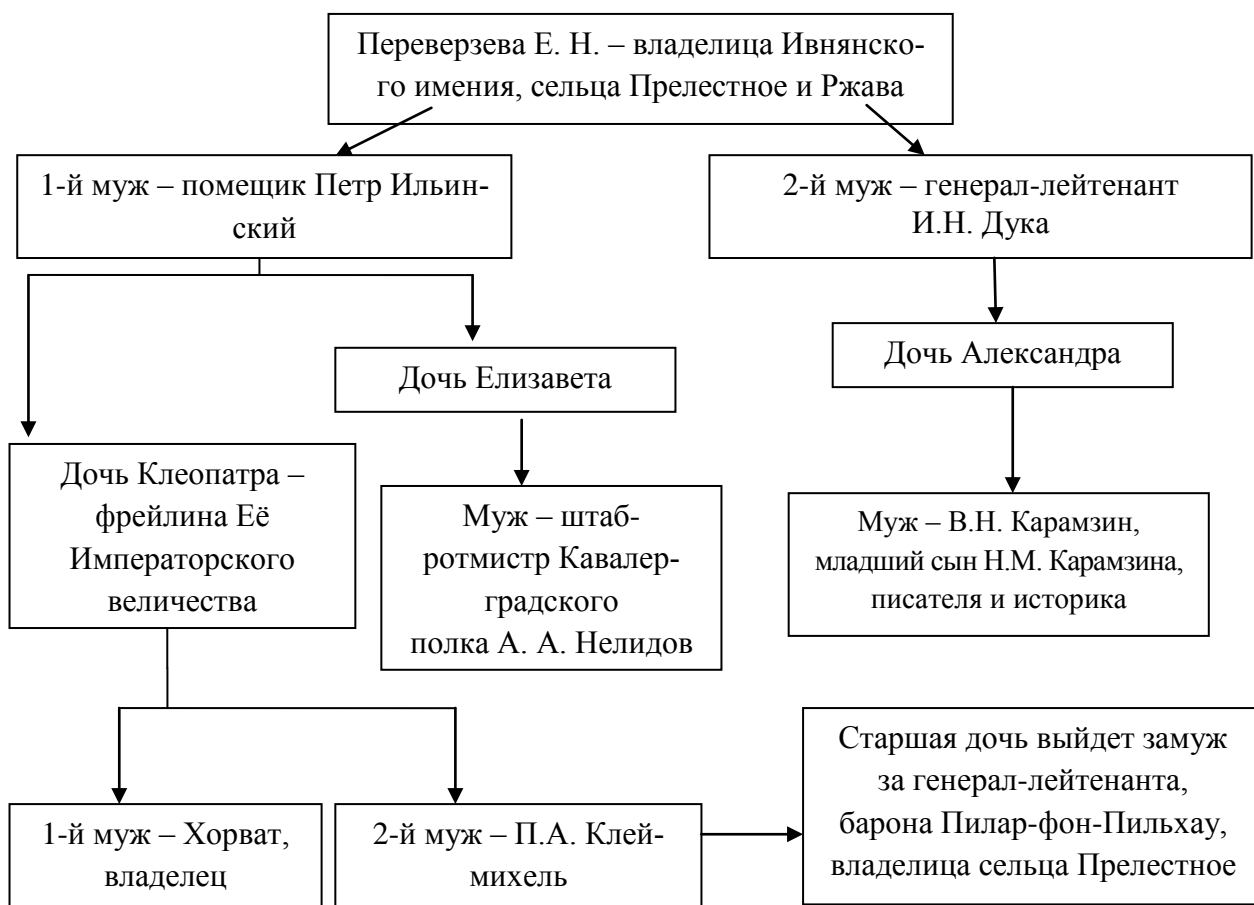 Переверзева Е. Н. – владелица Ивнянско-
го имения, сельца Прелестное и Ржава
1-й муж – помещик Петр Ильин-
ский
2-й муж – генерал-лейтенант
И.Н. Дука
Дочь Елизавета
Дочь Александра
Дочь Клеопатра –
фрейлина Её
Императорского
величества
Муж – штаб-
ротмистр Кавалер-
градского
полка А. А. Нелидов
Муж – В.Н. Карамзин,
младший сын Н.М. Карамзина,
писателя и историка
1-й муж – Хорват,
владелец
2-й муж – П.А. Клей-
михель
Старшая дочь выйдет замуж
за генерал-лейтенанта,
барона Пилар-фон-Пильхау,
владелица сельца Прелестное